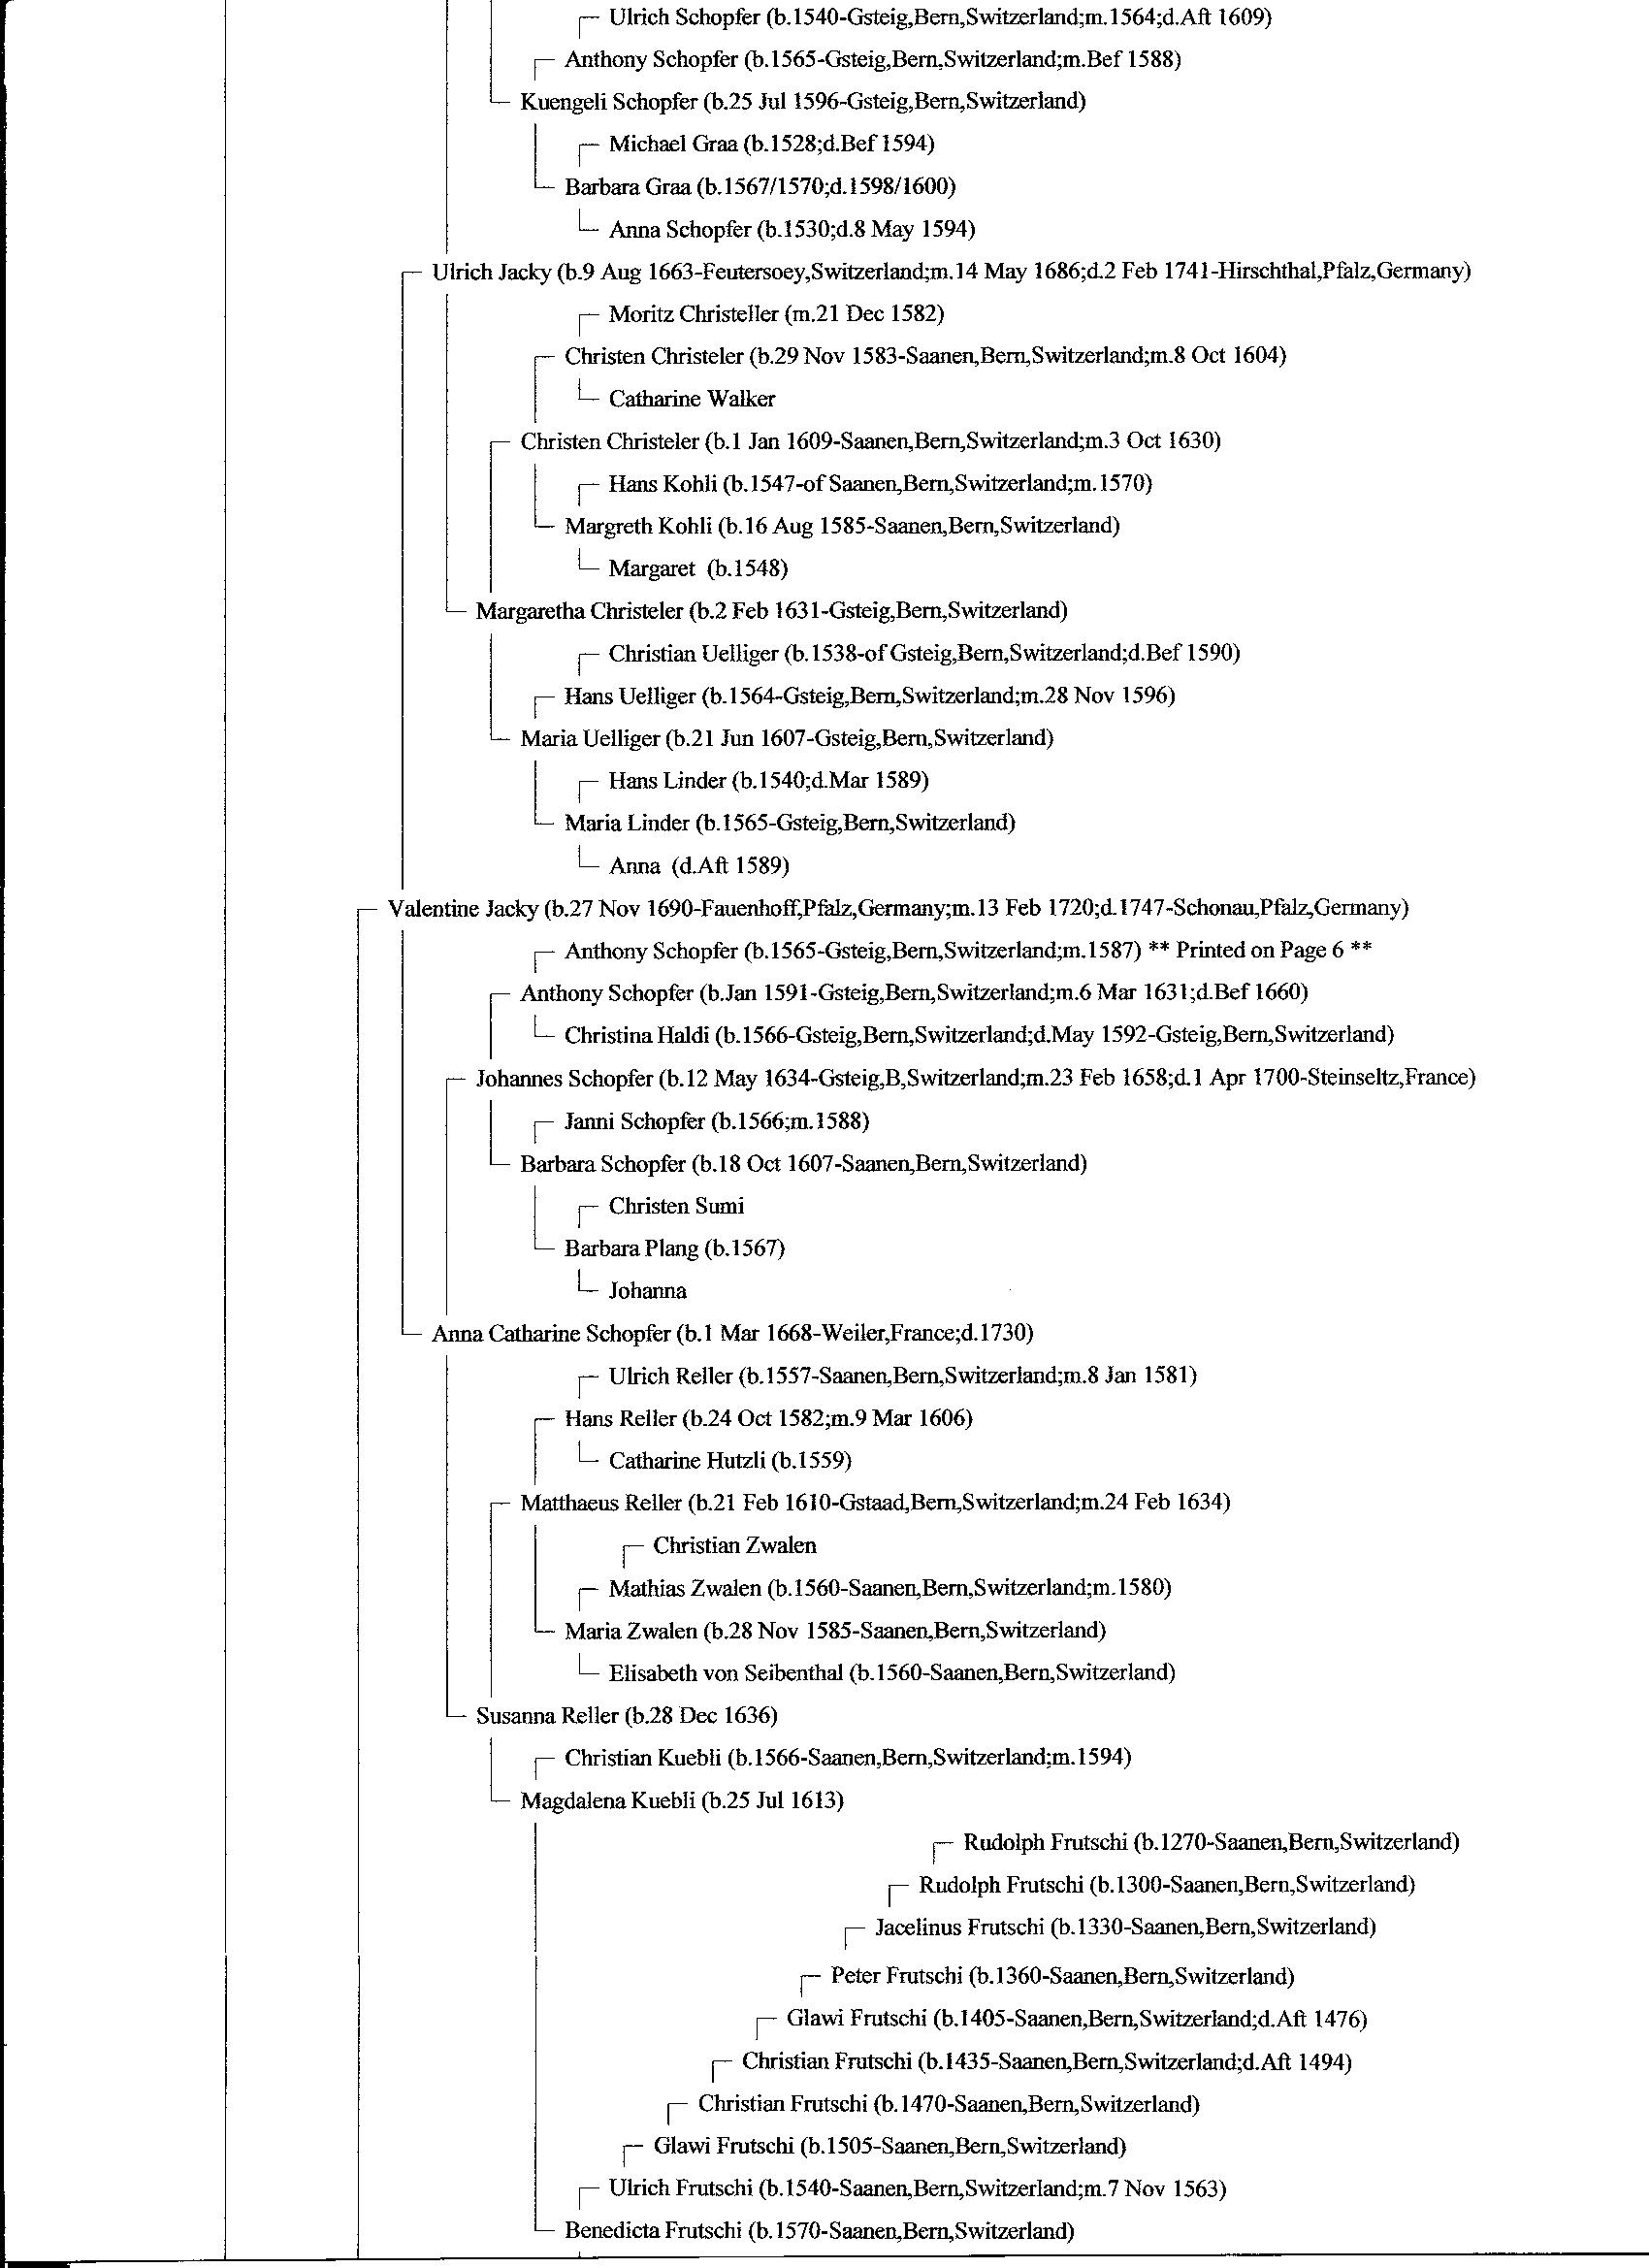 Ulrich Schopfer (b.1540-Gsteig,Bern,Switzerland;m.1564;d.Aft 1609)
Anthony Schopfer (b.1565-Gsteig,Bern,Switzerland;m.Bef 1588)
Kuengeli Schopfer (b.25 Jul 1596-Gsteig,Bern,Switzerland)
Michael Graa (b.1528;d.Bef 1594)
Barbara Graa (b.1567/1570;d.1598/1600)
Anna Schopfer (b.1530;d.8 May 1594)
Ulrich Jacky (b.9 Aug 1663-Feutersoey,Switzerland;m.14 May 1686;d.2 Feb 1741-Hirschthal,Pfalz,Germany)
Moritz Christeller (m.21 Dec 1582)
Christen Christeler (b.29 Nov 1583-Saanen,Bern,Switzerland;m.8 Oct 1604)
Catharine Walker
Christen Christeler (b.1 Jan 1609-Saanen,Bern,Switzerland;m.3 Oct 1630)
Hans Kohli (b.1547-of Saanen,Bern,Switzerland;m.1570)
Margreth Kohli (b.16 Aug 1585-Saanen,Bern,Switzerland)
Margaret (b.1548)
Margaretha Christeler (b.2 Feb 1631-Gsteig,Bern,Switzerland)
Christian Uelliger (b.1538-of Gsteig,Bern,Switzerland;d.Bef 1590)
Hans Uelliger (b.1564-Gsteig,Bern,Switzerland;m.28 Nov 1596)
Maria Uelliger (b.21 Jun 1607-Gsteig,Bern,Switzerland)
Hans Linder (b.1540;d.Mar 1589)
Maria Linder (b.1565-Gsteig,Bern,Switzerland)
Anna (d.Aft 1589)
Valentine Jacky (b.27 Nov 1690-Fauenhoff,Pfalz,Germany;m.13 Feb 1720;d.1747-Schonau,Pfalz,Germany)
Anthony Schopfer (b.1565-Gsteig,Bern,Switzerland;m.1587) ** Printed on Page 6 **
Anthony Schopfer (b.Jan 1591-Gsteig,Bern,Switzerland;m.6 Mar 1631;d.Bef 1660)
Christina Haldi (b.1566-Gsteig,Bern,Switzerland;d.May 1592-Gsteig,Bern,Switzerland)
Johannes Schopfer (b.12 May 1634-Gsteig,B,Switzerland;m.23 Feb 1658;d.1 Apr 1700-Steinseltz,France)
Janni Schopfer (b.1566;m.1588)
Barbara Schopfer (b.18 Oct 1607-Saanen,Bern,Switzerland)
Christen Sumi
Barbara Plang (b.1567)
Johanna
Anna Catharine Schopfer (b.1 Mar 1668-Weiler,France;d.1730)
Ulrich Reller (b.1557-Saanen,Bern,Switzerland;m.8 Jan 1581)
Hans Reller (b.24 Oct 1582;m.9 Mar 1606)
Catharine Hutzli (b.1559)
Matthaeus Reller (b.21 Feb 1610-Gstaad,Bern,Switzerland;m.24 Feb 1634)
Christian Zwalen
Mathias Zwalen (b.1560-Saanen,Bern,Switzerland;m.1580)
Maria Zwalen (b.28 Nov 1585-Saanen,Bern,Switzerland)
Elisabeth von Seibenthal (b.1560-Saanen,Bern,Switzerland)
Susanna Reller (b.28 Dec 1636)
Christian Kuebli (b.1566-Saanen,Bern,Switzerland;m.1594)
Magdalena Kuebli (b.25 Jul 1613)
Rudolph Frutschi (b.1270-Saanen,Bern,Switzerland)
Rudolph Frutschi (b.1300-Saanen,Bern,Switzerland)
Jacelinus Frutschi (b.1330-Saanen,Bern,Switzerland)
Peter Frutschi (b.1360-Saanen,Bern,Switzerland)
Glawi Frutschi (b.1405-Saanen,Bern,Switzerland;d.Aft 1476)
Christian Frutschi (b.1435-Saanen,Bern,Switzerland;d.Aft 1494)
Christian Frutschi (b.1470-Saanen,Bern,Switzerland)
Glawi Frutschi (b.1505-Saanen,Bern,Switzerland)
Ulrich Frutschi (b.1540-Saanen,Bern,Switzerland;m.7 Nov 1563)
Benedicta Frutschi (b.1570-Saanen,Bern,Switzerland)